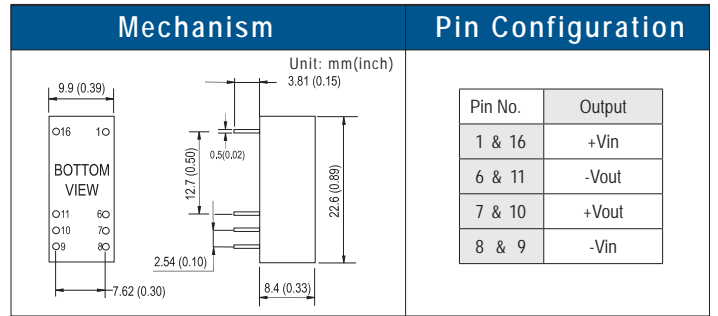 Mechanism
Pin Configuration
Unit: mm(inch)
3.81 (0.15)
9.9 (0.39)
16 1
0.5(0.02)
BOTTOM
VIEW
12.7 (0.50)
22.6 (0.89)
11 6
10 7
9 8
2.54 (0.10)
7.62 (0.30)
8.4 (0.33)
Pin No. Output
1 & 16 +Vin
6 & 11 -Vout
7 & 10 +Vout
8 & 9 -Vin